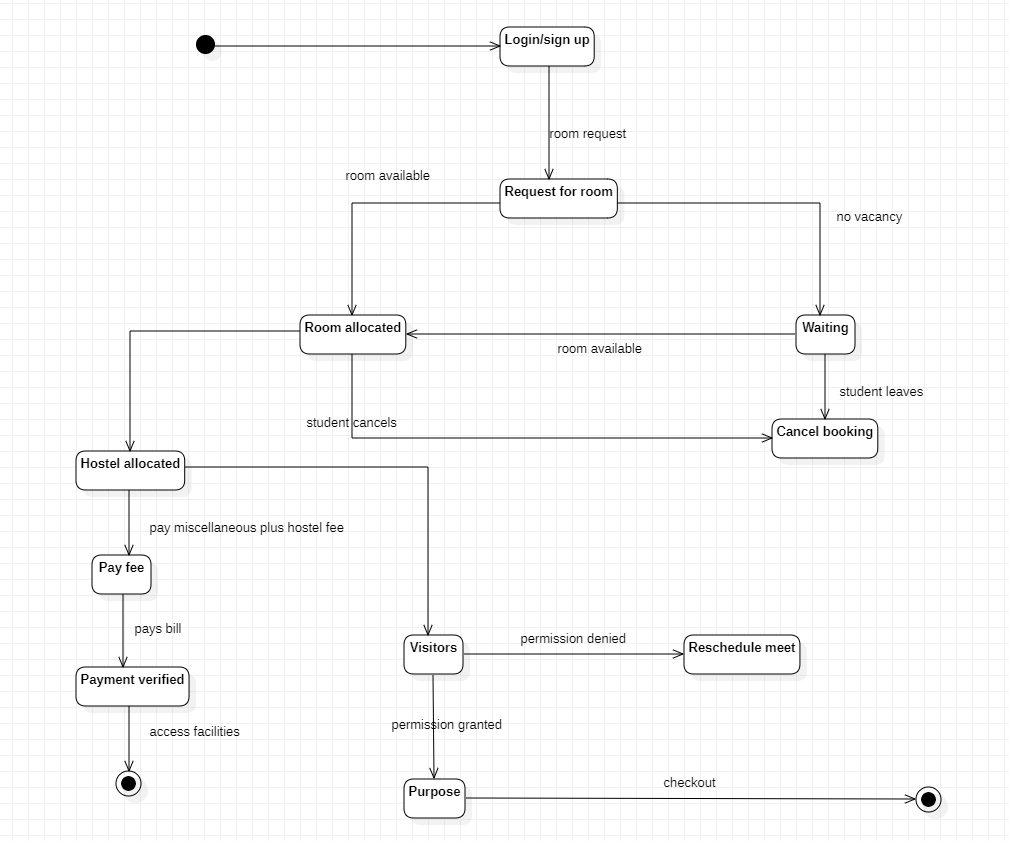 Login/sign up
room request
room available
Request for room
no vacancy
Room allocated
Waiting
room available
student leaves
student cancels
Cancel booking
Hostel allocated
pay miscellaneous plus hostel fee
Pay fee
pays bill
permission denied
Visitors
Reschedule meet
Payment verified
permission granted
access facilities
checkout
Purpose